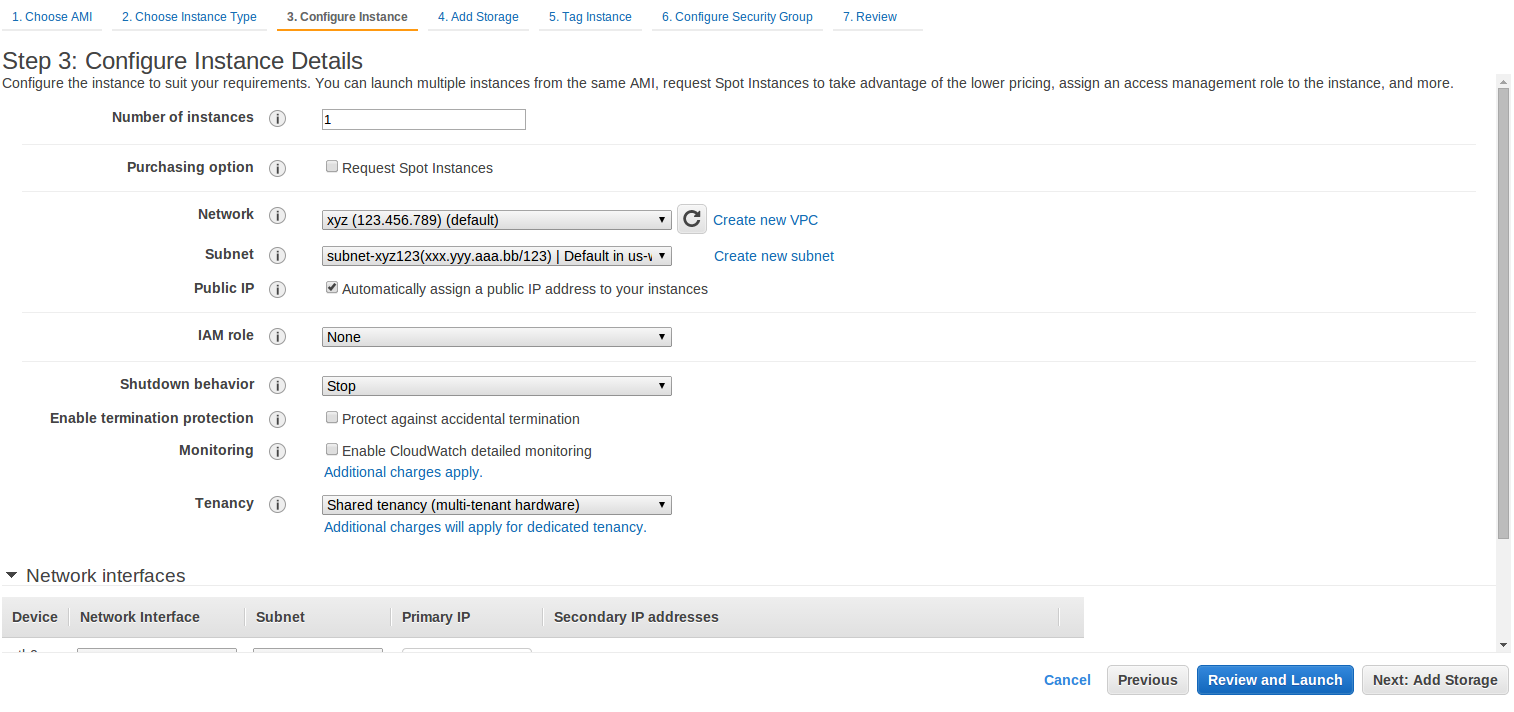 1. Choose AMI 2. Choose Instance Type 3. Configure Instance 4. Add Storage 5. Tag Instance 6. Configure Security Group 7. Review
Step 3: Configure Instance Details
Configure the instance to suit your requirements. You can launch multiple instances from the same AMI, request Spot Instances to take advantage of the lower pricing, assign an access management role to the instance, and more.
Number of instances i 1
Purchasing option i Request Spot Instances
Network i xyz (123.456.789) (default) Create new VPC
Subnet i subnet-xyz123(xxx.yyy.aaa.bb/123) | Default in us-w Create new subnet
Public IP i Automatically assign a public IP address to your instances
IAM role i None
Shutdown behavior i Stop
Enable termination protection i Protect against accidental termination
Monitoring i Enable CloudWatch detailed monitoring
Additional charges apply.
Tenancy i Shared tenancy (multi-tenant hardware)
Additional charges will apply for dedicated tenancy.
Network interfaces
Device Network Interface Subnet Primary IP Secondary IP addresses
Cancel Previous Review and Launch Next: Add Storage